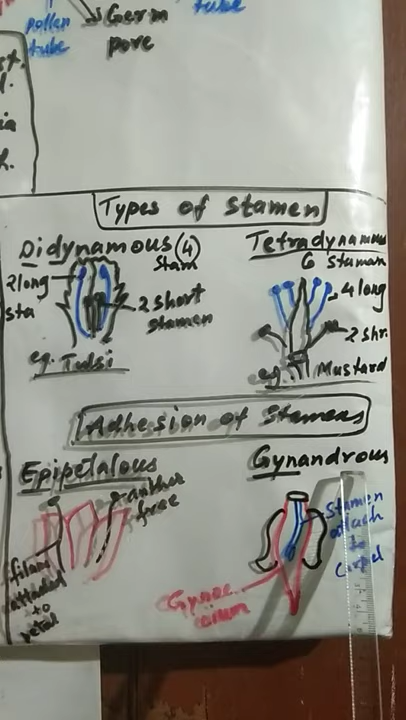 pollen
tube
Germ
pore
tube
Types of stamen
Didynamous (4)
Stam
2 long
sta
2 short
stamen
eg. Tulsi
Tetradynamous
6 Stamen
4 long
2 shr.
eg. Mustard
Adhesion of Stamens
Epipetalous
anther
free
attached
to
petal
Gynandrous
Stamen
attach
to
Carpel
Gynoe
cium